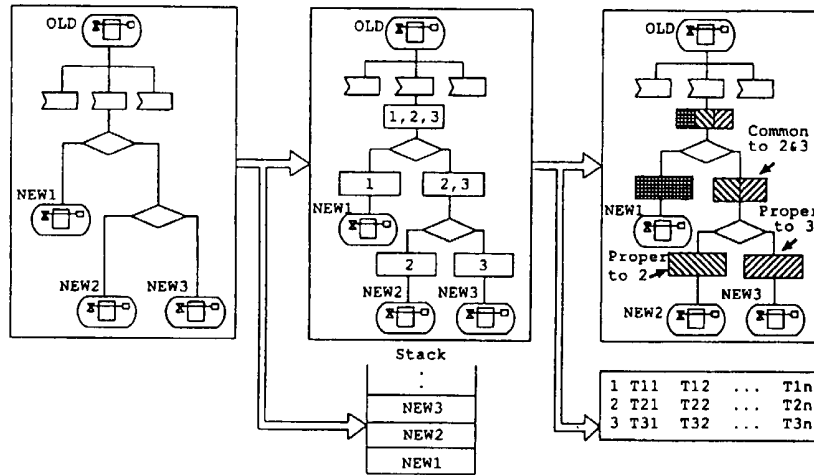 OLD
NEW1
NEW2
NEW3
OLD
1,2,3
1
2,3
NEW1
2
3
NEW2
NEW3
OLD
Common
to 2&3
NEW1
Proper
to 3
Proper
to 2
NEW3
NEW2
Stack
NEW3
NEW2
NEW1
1 T11 T12 ... T1n
2 T21 T22 ... T2n
3 T31 T32 ... T3n